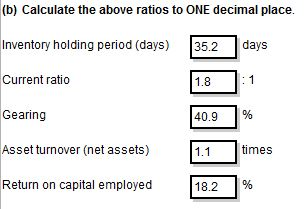 (b) Calculate the above ratios to ONE decimal place.
Inventory holding period (days) 35.2 days
Current ratio 1.8 : 1
Gearing 40.9 %
Asset turnover (net assets) 1.1 times
Return on capital employed 18.2 %